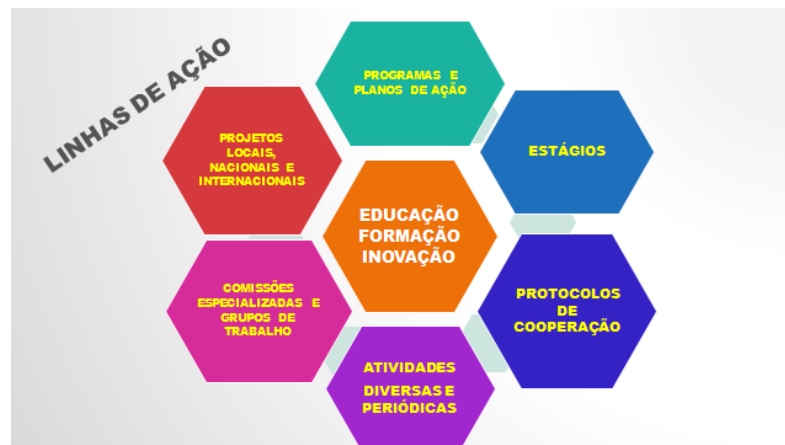 LINHAS DE AÇÃO
PROGRAMAS E
PLANOS DE AÇÃO
PROJETOS
LOCAIS,
NACIONAIS E
INTERNACIONAIS
ESTÁGIOS
EDUCAÇÃO
FORMAÇÃO
INOVAÇÃO
COMISSÕES
ESPECIALIZADAS E
GRUPOS DE
TRABALHO
PROTOCOLOS
DE
COOPERAÇÃO
ATIVIDADES
DIVERSAS E
PERIÓDICAS